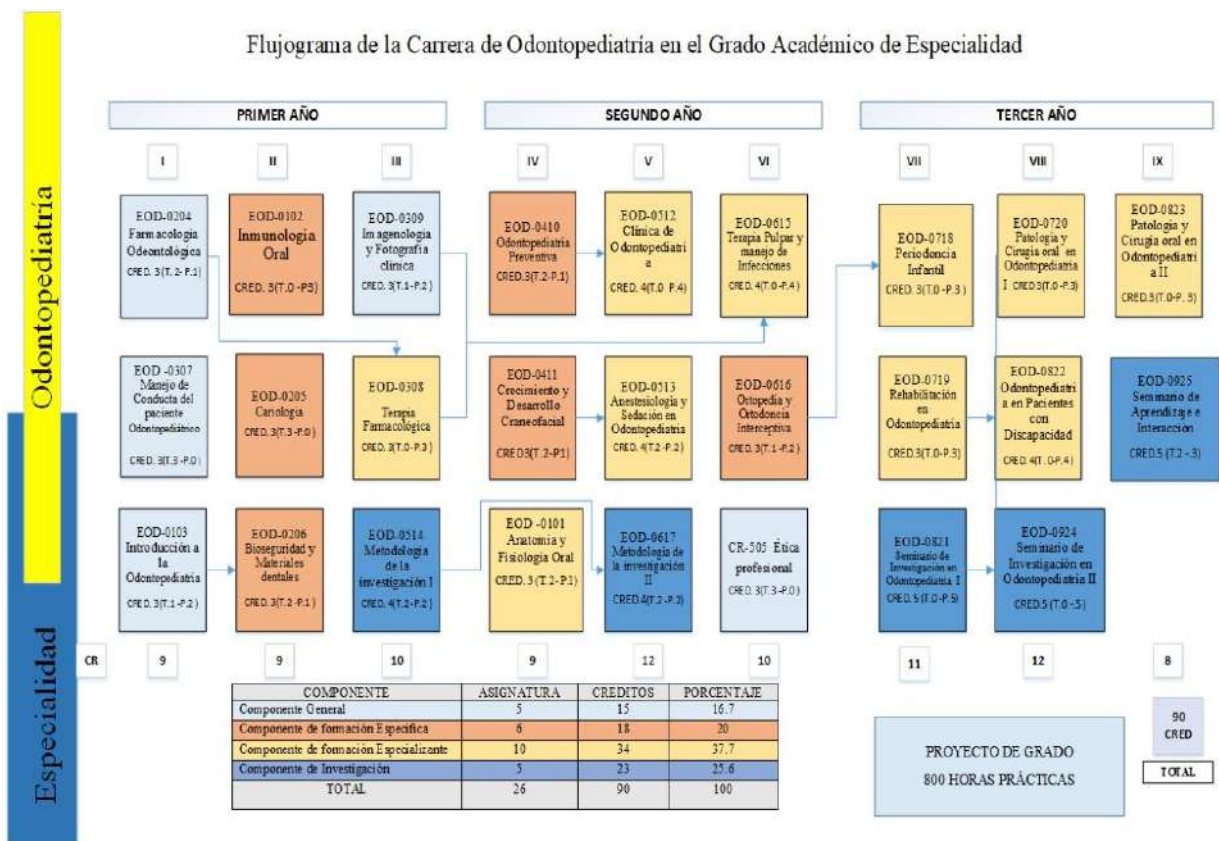 Flujograma de la Carrera de Odontopediatría en el Grado Académico de Especialidad
Odontopediatría
Especialidad
PRIMER AÑO
SEGUNDO AÑO
TERCER AÑO
I
II
III
IV
V
VI
VII
VIII
IX
EOD-0204
Farmacologia
Odeontológica
CRED. 3(T. 2- P.1)
EOD-0102
Inmunologia
Oral
CRED. 3(T.0 -P3)
EOD-0309
Imagenologia
y Fotografia
clinica
CRED. 3(T.1-P.2)
EOD-0410
Odontopediatria
Preventiva
CRED.3(T.2-P.1)
EOD-0512
Clínica de
Odontopediatri
a
CRED. 4(T.0 P.4)
EOD-0615
Terapia Pulpar y
manejo de
Infecciones
CRED. 4(T.0-P.4)
EOD-0718
Periodoncia
Infantil
CRED. 3(T.0-P.3)
EOD-0720
Patologia y
Cirugia oral en
Odontopediatria
I CRED 3(T.0-P.3)
EOD-0823
Patologia y
Cirugia oral en
Odontopediatri
a II
CRED.3(T.0-P. 3)
EOD -0307
Manejo de
Conducta del
paciente
Odontopediátrico
CRED. 3(T.3 -P.0)
EOD-0205
Cariologia
CRED. 3(T.3 -P.0)
EOD-0308
Terapia
Farmacológica
CRED. 3(T.0-P.3)
EOD-0411
Crecimiento y
Desarrollo
Craneofacial
CRED3(T.2-P1)
EOD-0513
Anestesiologia y
Sedación en
Odontopediatria
CRED. 4(T.2-P.2)
EOD-0616
Ortopedia y
Ortodoncia
Interceptiva
CRED. 3(T.1-P.2)
EOD-0719
Rehabilitación
en
Odontopediatría
CRED.3(T.0-P.3)
EOD-0822
Odontopediatri
a en Pacientes
con
Discapacidad
CRED. 4(T. 0-P.4)
EOD-0925
Seminario de
Aprendizaje e
Interacción
CRED.5 (T.2 -.3)
EOD-0103
Introducción a
la
Odontopediatria
CRED. 3(T.1 -P.2)
EOD-0206
Bioseguridad y
Materiales
dentales
CRED. 3(T.2 -P.1)
EOD-0514
Metodologia
de la
investigación I
CRED. 4(T.2-P.2)
EOD -0101
Anatomia y
Fisiologia Oral
CRED. 3 (T.2-P.1)
EOD-0617
Metodología de
la investigación
II
CRED.4(T.2-P.2)
CR-505 Ética
profesional
CRED. 3(T.3-P.0)
EOD-0821
Seminario de
Investigación en
Odontopediatria I
CRED. 5 (T.0-P.5)
EOD-0924
Seminario de
Investigación en
Odontopediatria II
CRED.5 (T.0 -.5)
CR
9
9
10
9
12
10
11
12
8
COMPONENTE ASIGNATURA CREDITOS PORCENTAJE
Componente General 5 15 16.7
Componente de formación Especifica 6 18 20
Componente de formación Especializante 10 34 37.7
Componente de Investigación 5 23 25.6
TOTAL 26 90 100
PROYECTO DE GRADO
800 HORAS PRÁCTICAS
90
CRED
TOTAL